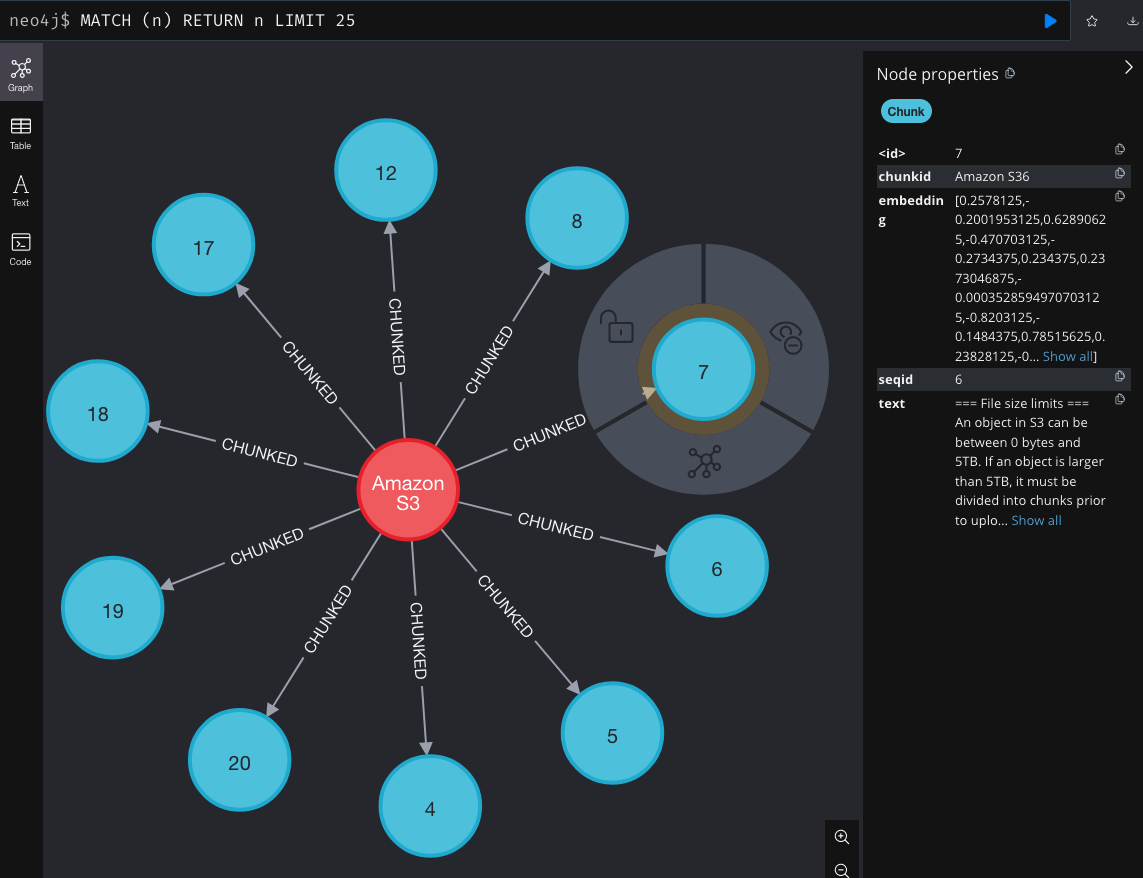 neo4j$ MATCH (n) RETURN n LIMIT 25
Graph
Table
A
Text
Code
12
8
17
7
18
Amazon
S3
6
19
5
20
4
CHUNKED
CHUNKED
CHUNKED
CHUNKED
CHUNKED
CHUNKED
CHUNKED
CHUNKED
CHUNKED
CHUNKED
Node properties
Chunk
<id> 7
chunkid Amazon S36
embeddin [0.2578125,-
g 0.2001953125,0.6289062
5,-0.470703125,-
0.2734375,0.234375,0.23
73046875,-
0.000352859497070312
5,-0.8203125,-
0.1484375,0.78515625,0.
23828125,-0... Show all]
seqid 6
text === File size limits ===
An object in S3 can be
between 0 bytes and
5TB. If an object is larger
than 5TB, it must be
divided into chunks prior
to uplo... Show all